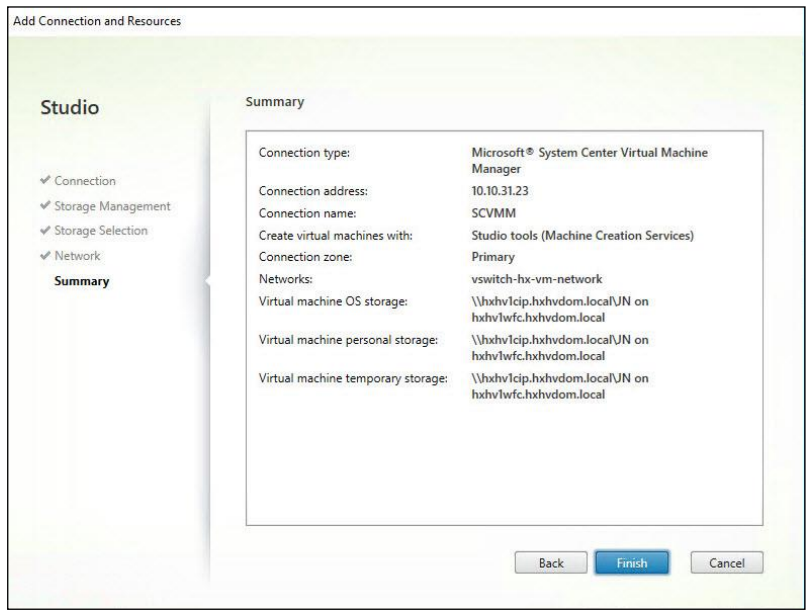 Add Connection and Resources
Studio
Connection
Storage Management
Storage Selection
Network
Summary
Summary
Connection type: Microsoft® System Center Virtual Machine
Manager
Connection address: 10.10.31.23
Connection name: SCVMM
Create virtual machines with: Studio tools (Machine Creation Services)
Connection zone: Primary
Networks: vswitch-hx-vm-network
Virtual machine OS storage: \\hxhv1cip.hxhvdom.local\JN on
hxhv1wfc.hxhvdom.local
Virtual machine personal storage: \\hxhv1cip.hxhvdom.local\JN on
hxhv1wfc.hxhvdom.local
Virtual machine temporary storage: \\hxhv1cip.hxhvdom.local\JN on
hxhv1wfc.hxhvdom.local
Back Finish Cancel